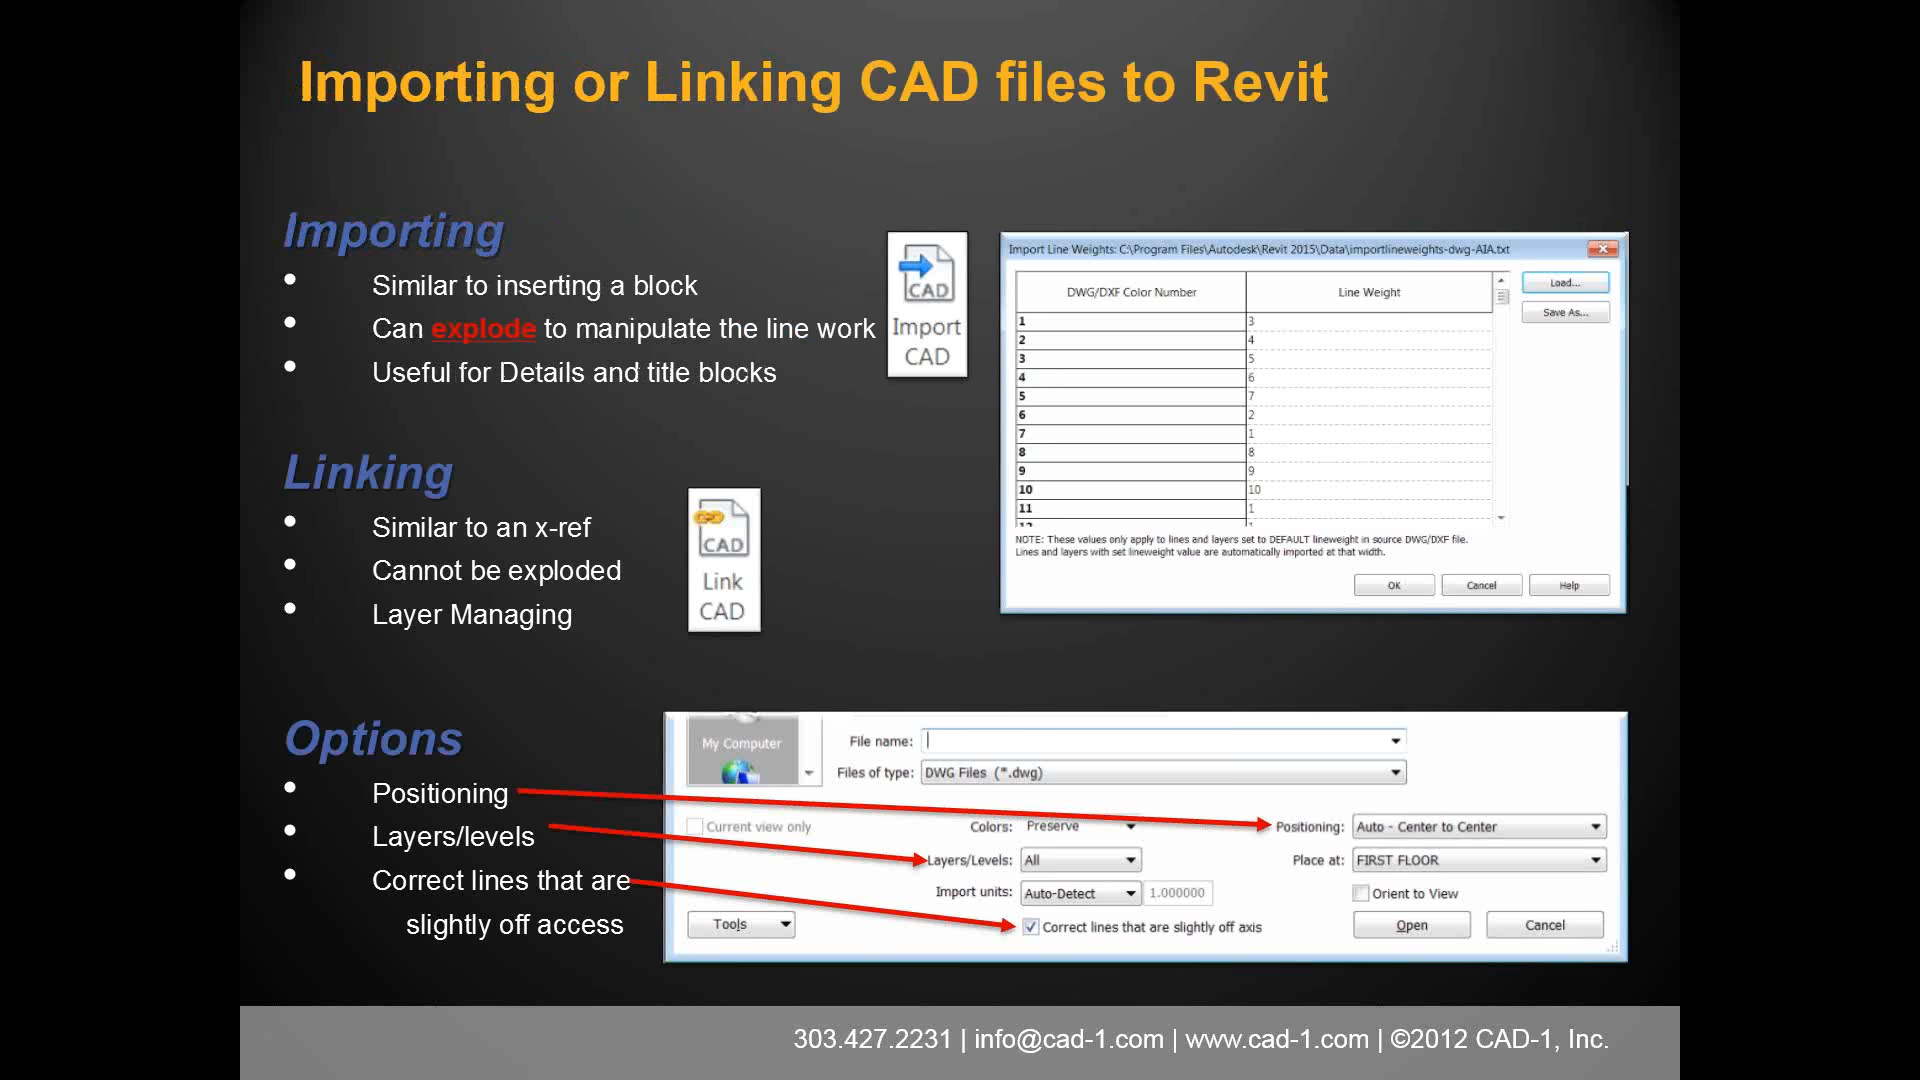 Importing or Linking CAD files to Revit
Importing
• Similar to inserting a block
• Can explode to manipulate the line work
• Useful for Details and title blocks
CAD
Import
CAD
Import Line Weights: C:\Program Files\Autodesk\Revit 2015\Data\importlineweights-dwg-AIA.txt
DWG/DXF Color Number Line Weight
1 3
2 4
3 5
4 6
5 7
6 2
7 1
8 8
9 9
10 10
11 1
12 1
Load...
Save As...
NOTE: These values only apply to lines and layers set to DEFAULT lineweight in source DWG/DXF file.
Lines and layers with set lineweight value are automatically imported at that width.
OK Cancel Help
Linking
• Similar to an x-ref
• Cannot be exploded
• Layer Managing
CAD
Link
CAD
Options
• Positioning
• Layers/levels
• Correct lines that are
slightly off access
My Computer
File name:
Files of type: DWG Files (*.dwg)
Current view only
Colors: Preserve
Positioning: Auto - Center to Center
Layers/Levels: All
Place at: FIRST FLOOR
Import units: Auto-Detect 1.000000
Orient to View
Tools
Correct lines that are slightly off axis
Open Cancel
303.427.2231 | info@cad-1.com | www.cad-1.com | ©2012 CAD-1, Inc.